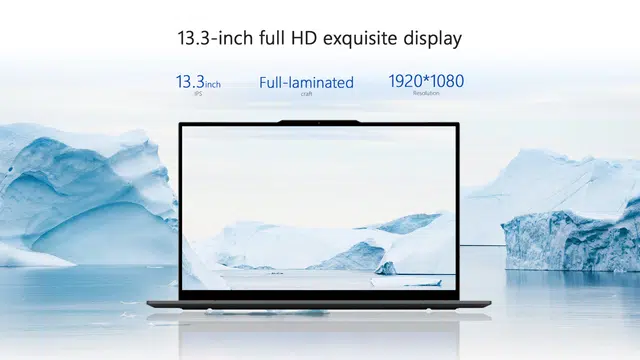 13.3-inch full HD exquisite display
13.3inch Full-laminated 1920*1080
IPS craft Resolution